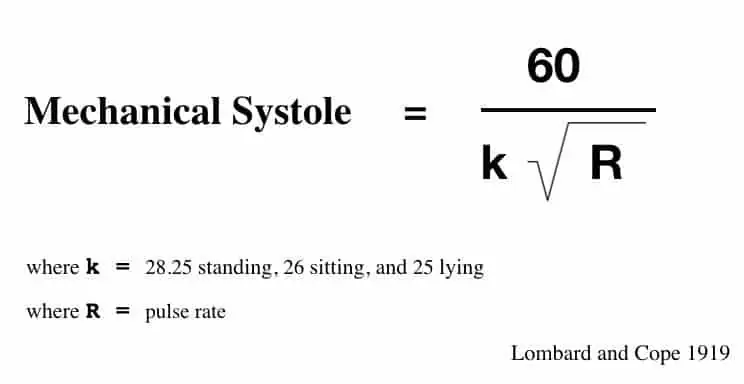 60
Mechanical Systole =
k √R
where k = 28.25 standing, 26 sitting, and 25 lying
where R = pulse rate
Lombard and Cope 1919